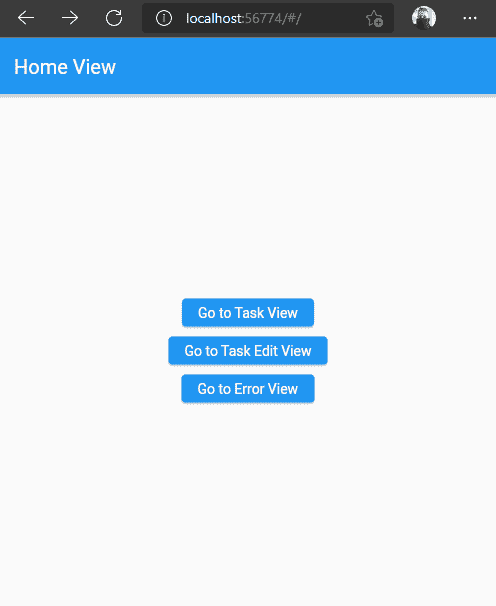 localhost:56774/#/
Home View
Go to Task View
Go to Task Edit View
Go to Error View